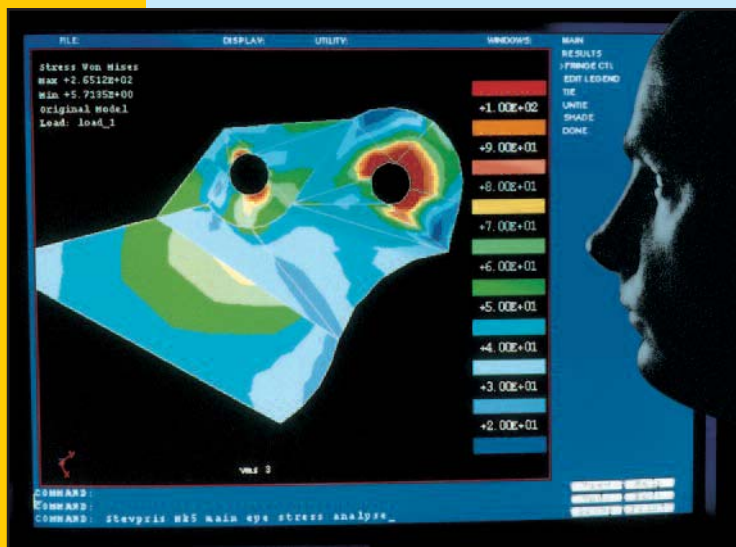 FILE: DISPLAY: UTILITY: WINDOWS:
Stress Von Mises
Max +2.6512E+02
Min +5.7135E+00
Original Model
Load: load_1
+1.00E+02
+9.00E+01
+8.00E+01
+7.00E+01
+6.00E+01
+5.00E+01
+4.00E+01
+3.00E+01
+2.00E+01
MAIN
RESULTS
>FRINGE CTL
EDIT LEGEND
TIE
UNTIE
SHADE
DONE
3
COMMAND:
COMMAND:
COMMAND: Stevpris Mk5 main eye stress analyse_